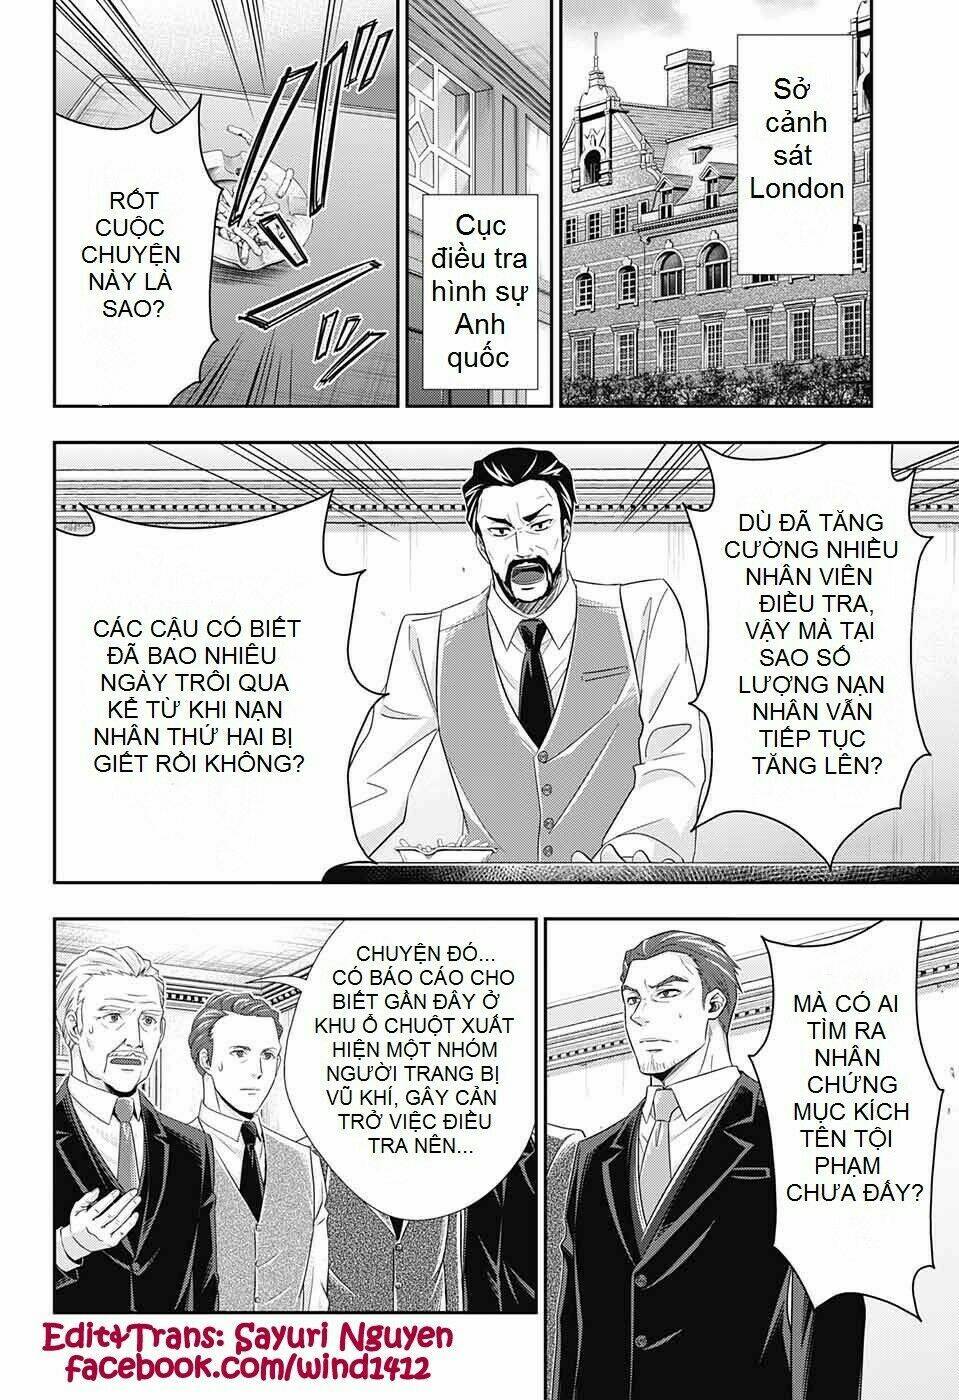 Sở
cảnh
sát
London
Cục
điều tra
hình sự
Anh
quốc
RỐT
CUỘC
CHUYỆN
NÀY LÀ
SAO?
DÙ ĐÃ TĂNG
CƯỜNG NHIỀU
NHÂN VIÊN
ĐIỀU TRA,
VẬY MÀ TẠI
SAO SỐ
LƯỢNG NẠN
NHÂN VẪN
TIẾP TỤC
TĂNG LÊN?
CÁC CẬU CÓ BIẾT
ĐÃ BAO NHIÊU
NGÀY TRÔI QUA
KỂ TỪ KHI NẠN
NHÂN THỨ HAI BỊ
GIẾT RỒI KHÔNG?
MÀ CÓ AI
TÌM RA
NHÂN
CHỨNG
MỤC KÍCH
TÊN TỘI
PHẠM
CHƯA ĐẤY?
CHUYỆN ĐÓ...
CÓ BÁO CÁO CHO
BIẾT GẦN ĐÂY Ở
KHU Ổ CHUỘT XUẤT
HIỆN MỘT NHÓM
NGƯỜI TRANG BỊ
VŨ KHÍ, GÂY CẢN
TRỞ VIỆC ĐIỀU
TRA NÊN...
Edit&Trans: Sayuri Nguyen
facebook.com/wind1412